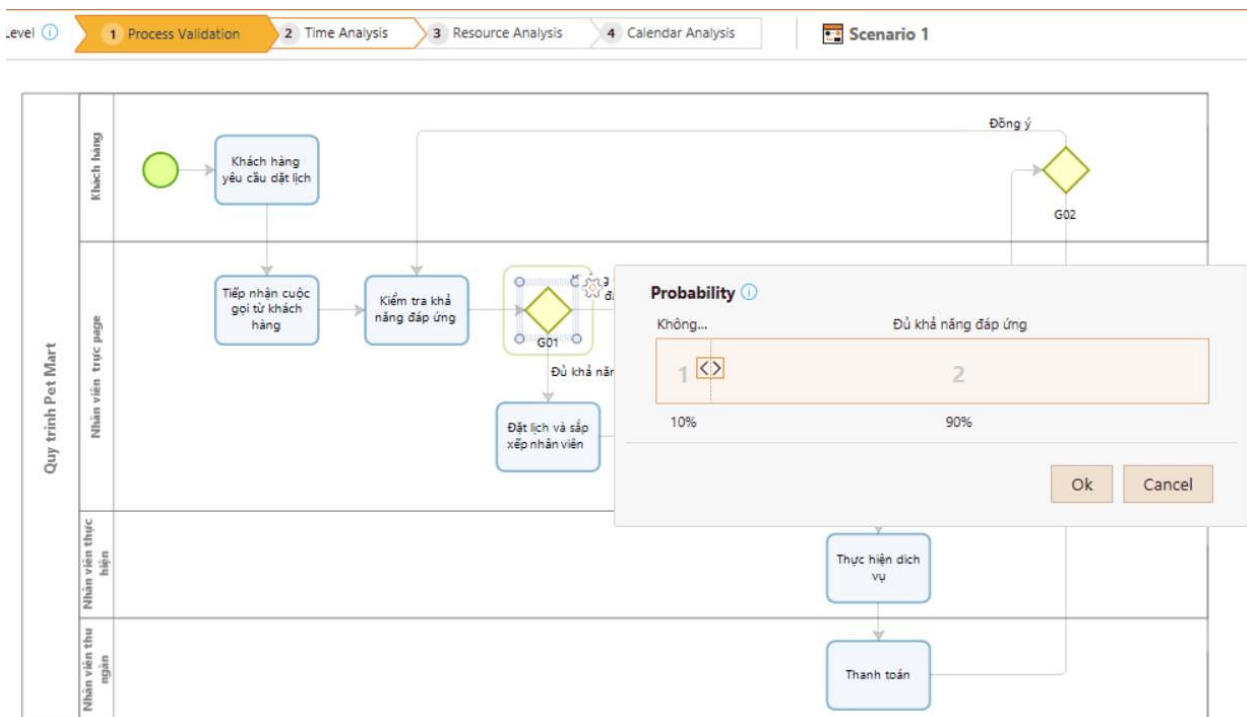 Level
1 Process Validation
2 Time Analysis
3 Resource Analysis
4 Calendar Analysis
Scenario 1
Quy trình Pet Mart
Khách hàng
Khách hàng
yêu cầu dặt lịch
Đồng ý
G02
Nhân viên trực page
Tiếp nhận cuộc
gọi từ khách
hàng
Kiểm tra khả
năng đáp ứng
G01
Đủ khả năn
Đặt lịch và sắp
xếp nhân viên
Probability
Không...
Đủ khả năng đáp ứng
1
2
10%
90%
Ok
Cancel
Nhân viên thực
hiện
Thực hiện dich
vụ
Nhân viên thu
ngân
Thanh toán